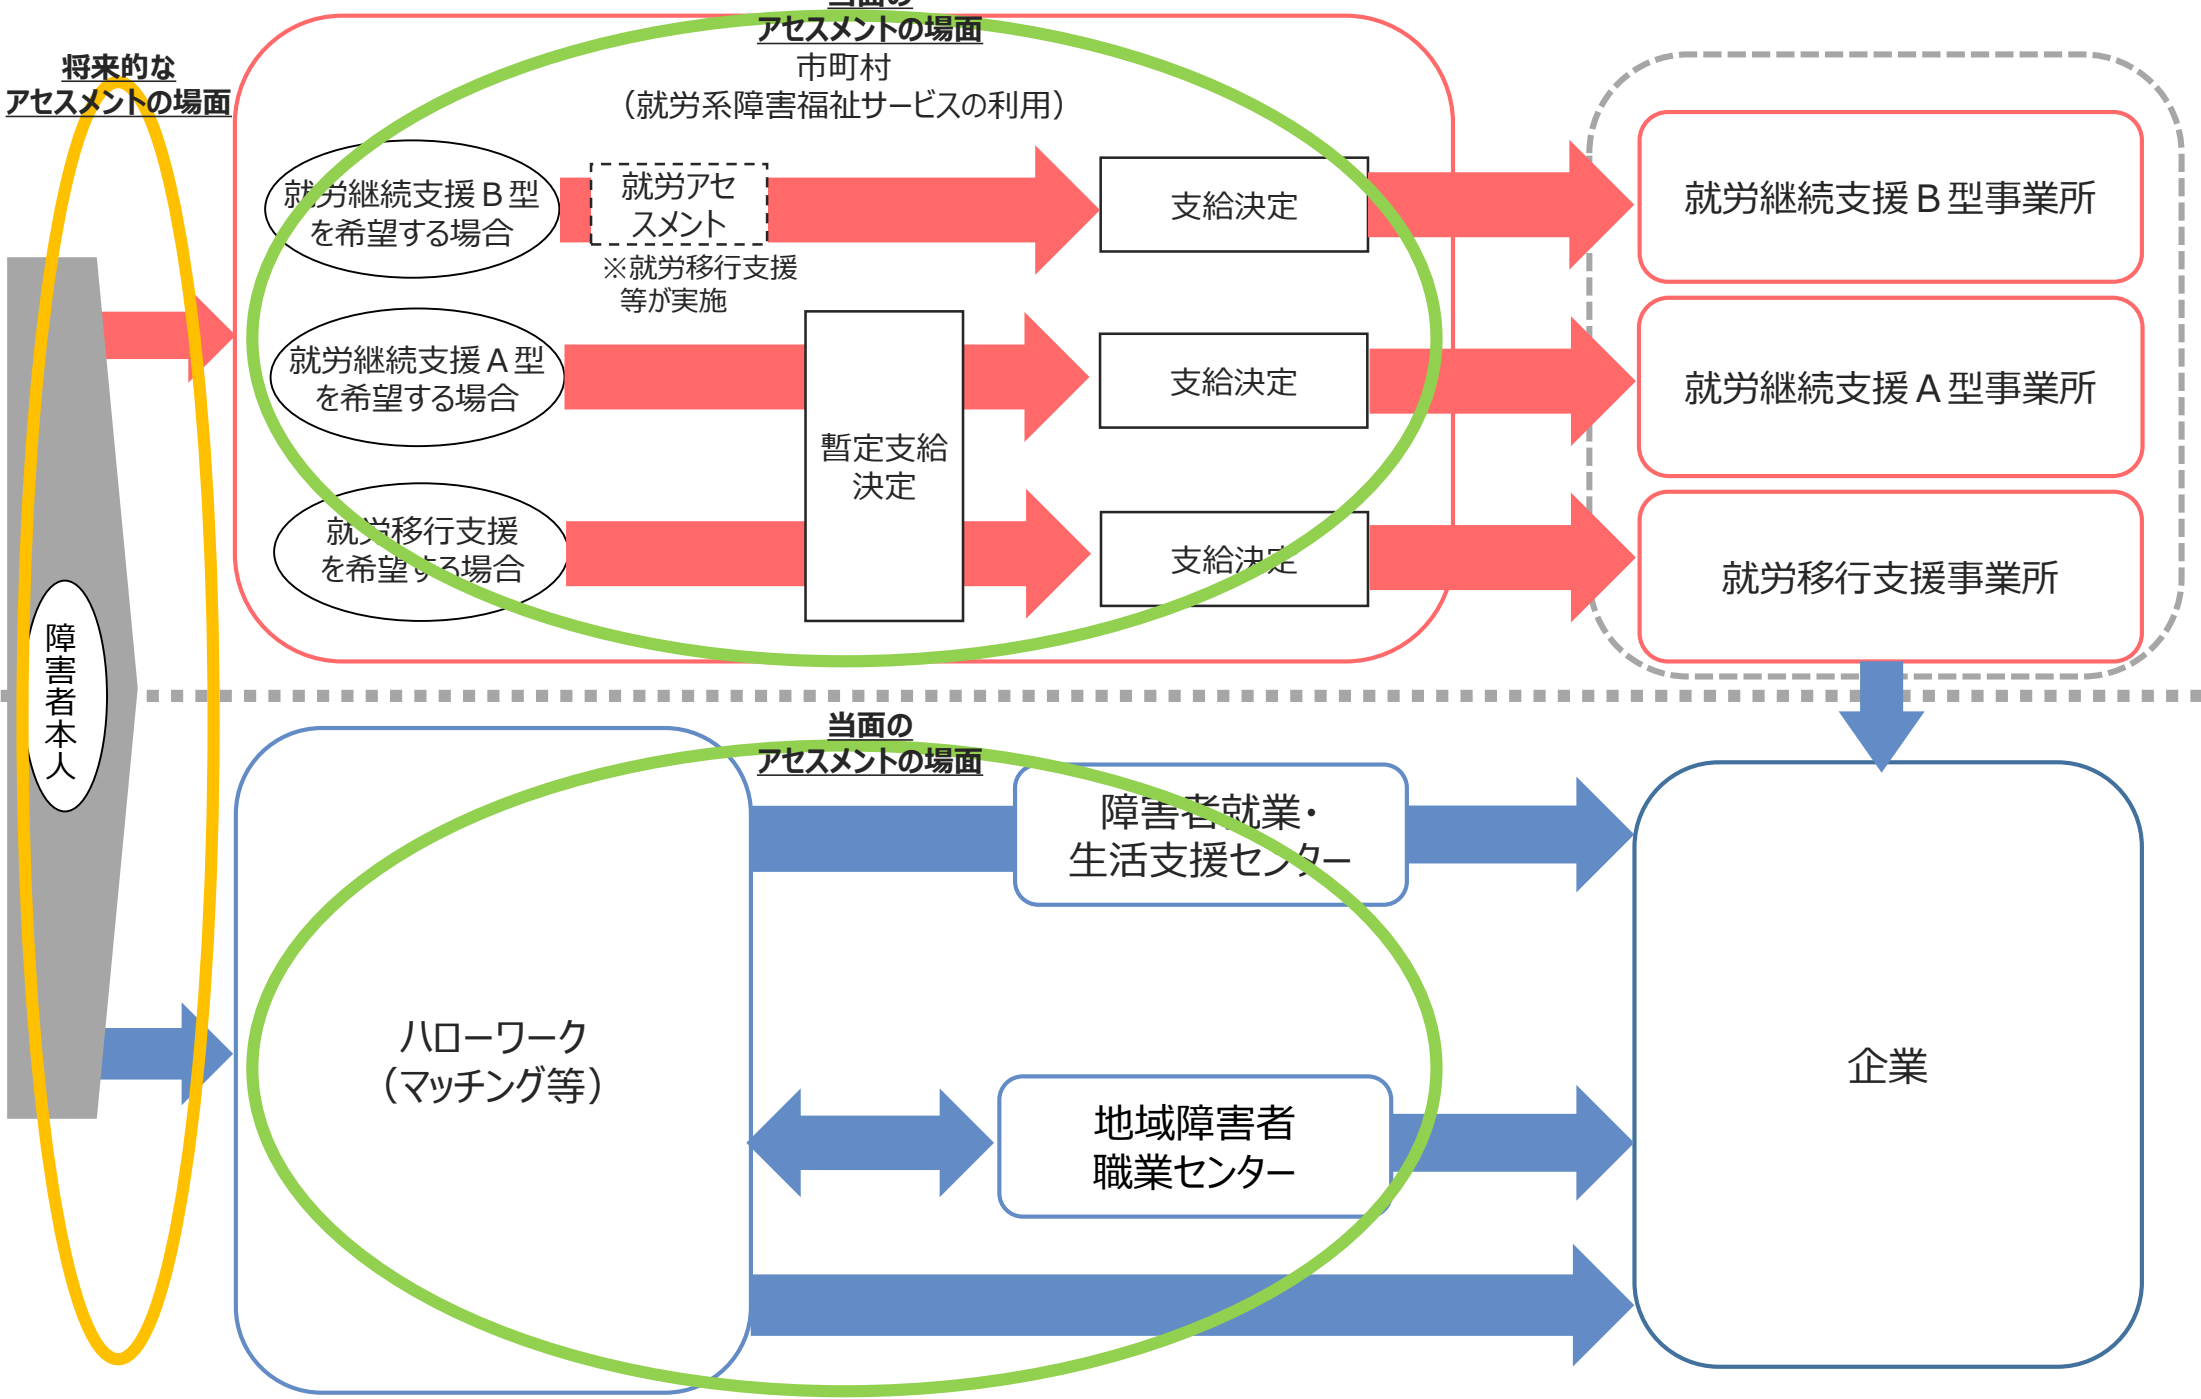 当面の
アセスメントの場面
市町村
（就労系障害福祉サービスの利用）
将来的な
アセスメントの場面
就労継続支援Ｂ型
を希望する場合
就労アセ
スメント
※就労移行支援
等が実施
支給決定
就労継続支援Ｂ型事業所
就労継続支援Ａ型
を希望する場合
暫定支給
決定
支給決定
就労継続支援Ａ型事業所
就労移行支援
を希望する場合
支給決定
就労移行支援事業所
障害者本人
当面の
アセスメントの場面
障害者就業・
生活支援センター
ハローワーク
（マッチング等）
地域障害者
職業センター
企業